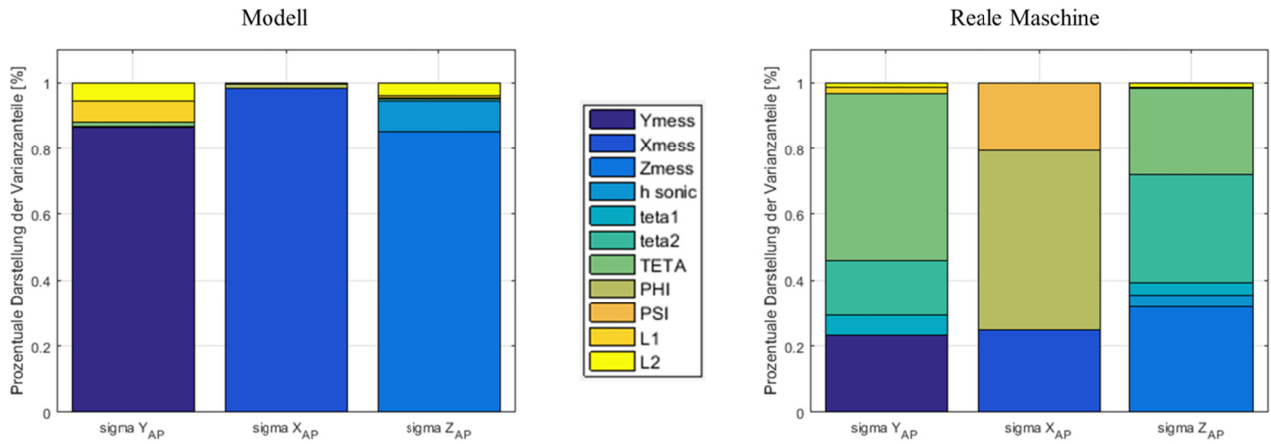 Modell
Reale Maschine
Prozentuale Darstellung der Varianzanteile [%]
1
0.8
0.6
0.4
0.2
0
sigma Y_AP
sigma X_AP
sigma Z_AP
Ymess
Xmess
Zmess
h sonic
teta1
teta2
TETA
PHI
PSI
L1
L2
Prozentuale Darstellung der Varianzanteile [%]
1
0.8
0.6
0.4
0.2
0
sigma Y_AP
sigma X_AP
sigma Z_AP